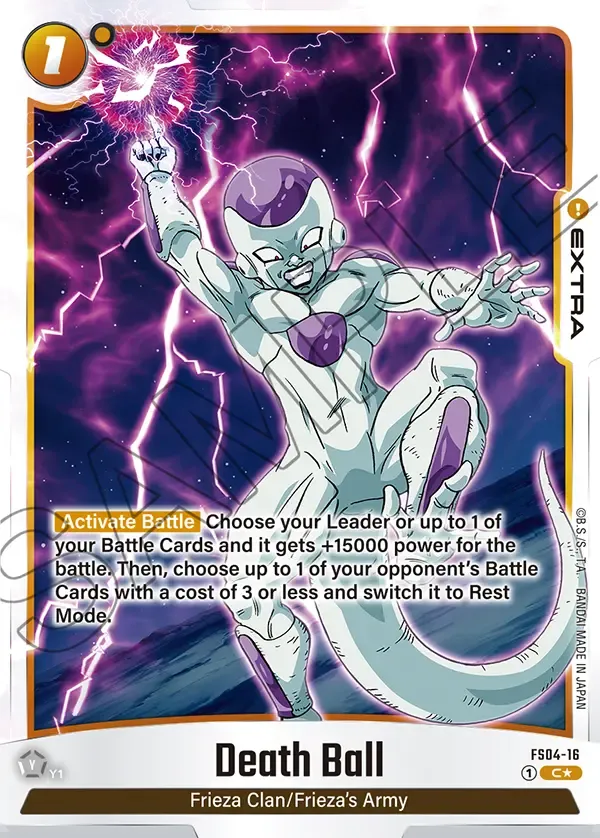 1
EXTRA
SAMPLE
Activate Battle Choose your Leader or up to 1 of
your Battle Cards and it gets +15000 power for the
battle. Then, choose up to 1 of your opponent's Battle
Cards with a cost of 3 or less and switch it to Rest
Mode.
©B.S./S., T.A. BANDAI MADE IN JAPAN
Death Ball
FS04-16
Y Y1
1 C★
Frieza Clan/Frieza's Army